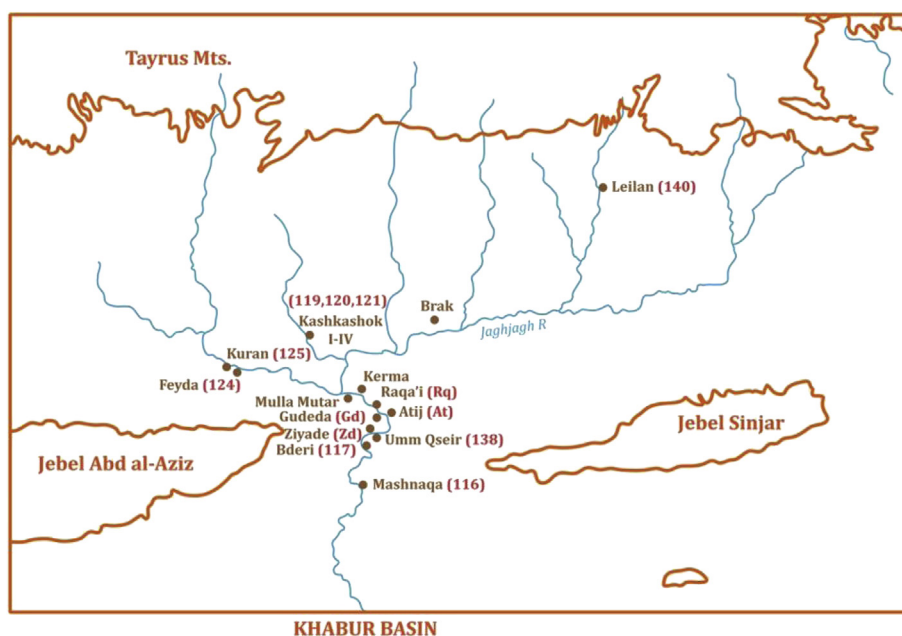 Tayrus Mts.
Leilan (140)
(119,120,121)
Kashkashok
I-IV
Brak
Jaghjagh R
Kuran (125)
Feyda (124)
Kerma
Mulla Mutar
Raqa'i (Rq)
Gudeda (Gd)
Atij (At)
Ziyade (Zd)
Umm Qseir (138)
Bderi (117)
Jebel Sinjar
Jebel Abd al-Aziz
Mashnaqa (116)
KHABUR BASIN